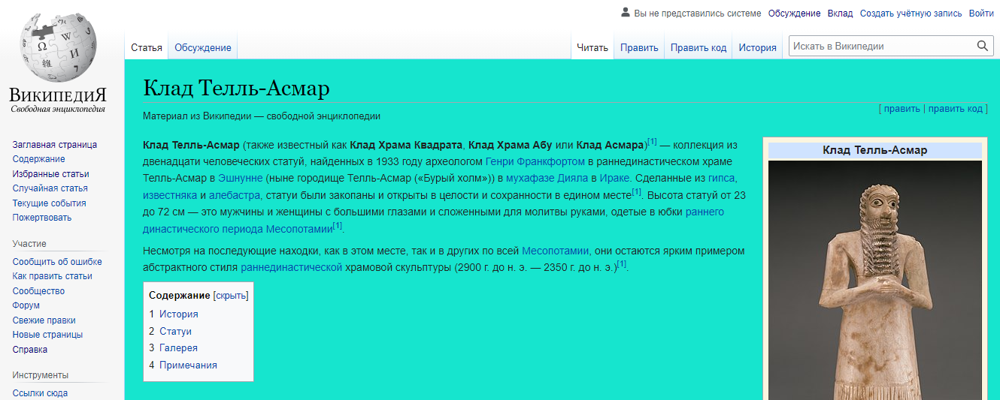 Вы не представились системе Обсуждение Вклад Создать учётную запись Войти
Статья Обсуждение Читать Править Править код История Искать в Википедии
ВикипедиЯ
Свободная энциклопедия
Заглавная страница
Содержание
Избранные статьи
Случайная статья
Текущие события
Пожертвовать
Участие
Сообщить об ошибке
Как править статьи
Сообщество
Форум
Свежие правки
Новые страницы
Справка
Инструменты
Ссылки сюда
Клад Телль-Асмар
Материал из Википедии — свободной энциклопедии
[ править | править код ]
Клад Телль-Асмар (также известный как Клад Храма Квадрата, Клад Храма Абу или Клад Асмара)[1] — коллекция из
двенадцати человеческих статуй, найденных в 1933 году археологом Генри Франкфортом в раннединастическом храме
Телль-Асмар в Эшнунне (ныне городище Телль-Асмар («Бурый холм»)) в мухафазе Дияла в Ираке. Сделанные из гипса,
известняка и алебастра, статуи были закопаны и открыты в целости и сохранности в едином месте[1]. Высота статуй от 23
до 72 см — это мужчины и женщины с большими глазами и сложенными для молитвы руками, одетые в юбки раннего
династического периода Месопотамии[1].
Несмотря на последующие находки, как в этом месте, так и в других по всей Месопотамии, они остаются ярким примером
абстрактного стиля раннединастической храмовой скульптуры (2900 г. до н. э. — 2350 г. до н. э.)[1].
Содержание [скрыть]
1 История
2 Статуи
3 Галерея
4 Примечания
Клад Телль-Асмар